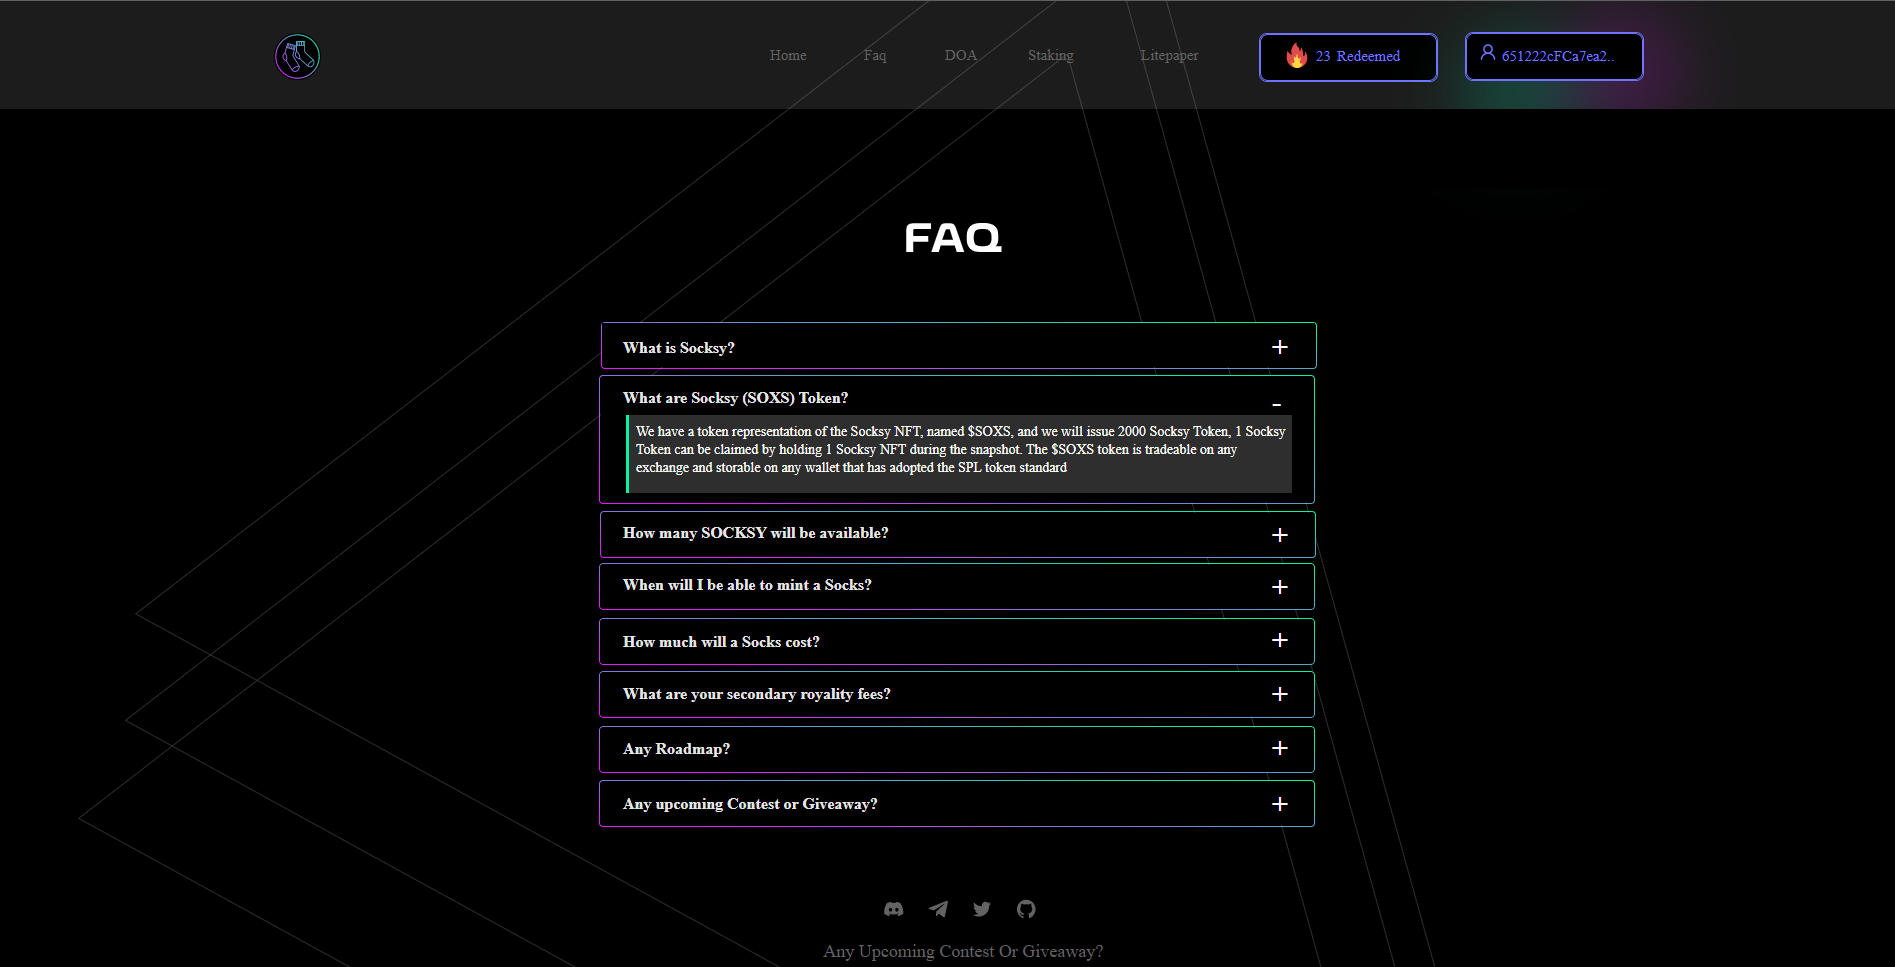 Home Faq DOA Staking Litepaper 23 Redeemed 651222cFCa7ea2..
FAQ
What is Socksy?
What are Socksy (SOXS) Token?
We have a token representation of the Socksy NFT, named $SOXS, and we will issue 2000 Socksy Token, 1 Socksy
Token can be claimed by holding 1 Socksy NFT during the snapshot. The $SOXS token is tradeable on any
exchange and storable on any wallet that has adopted the SPL token standard
How many SOCKSY will be available?
When will I be able to mint a Socks?
How much will a Socks cost?
What are your secondary royality fees?
Any Roadmap?
Any upcoming Contest or Giveaway?
Any Upcoming Contest Or Giveaway?